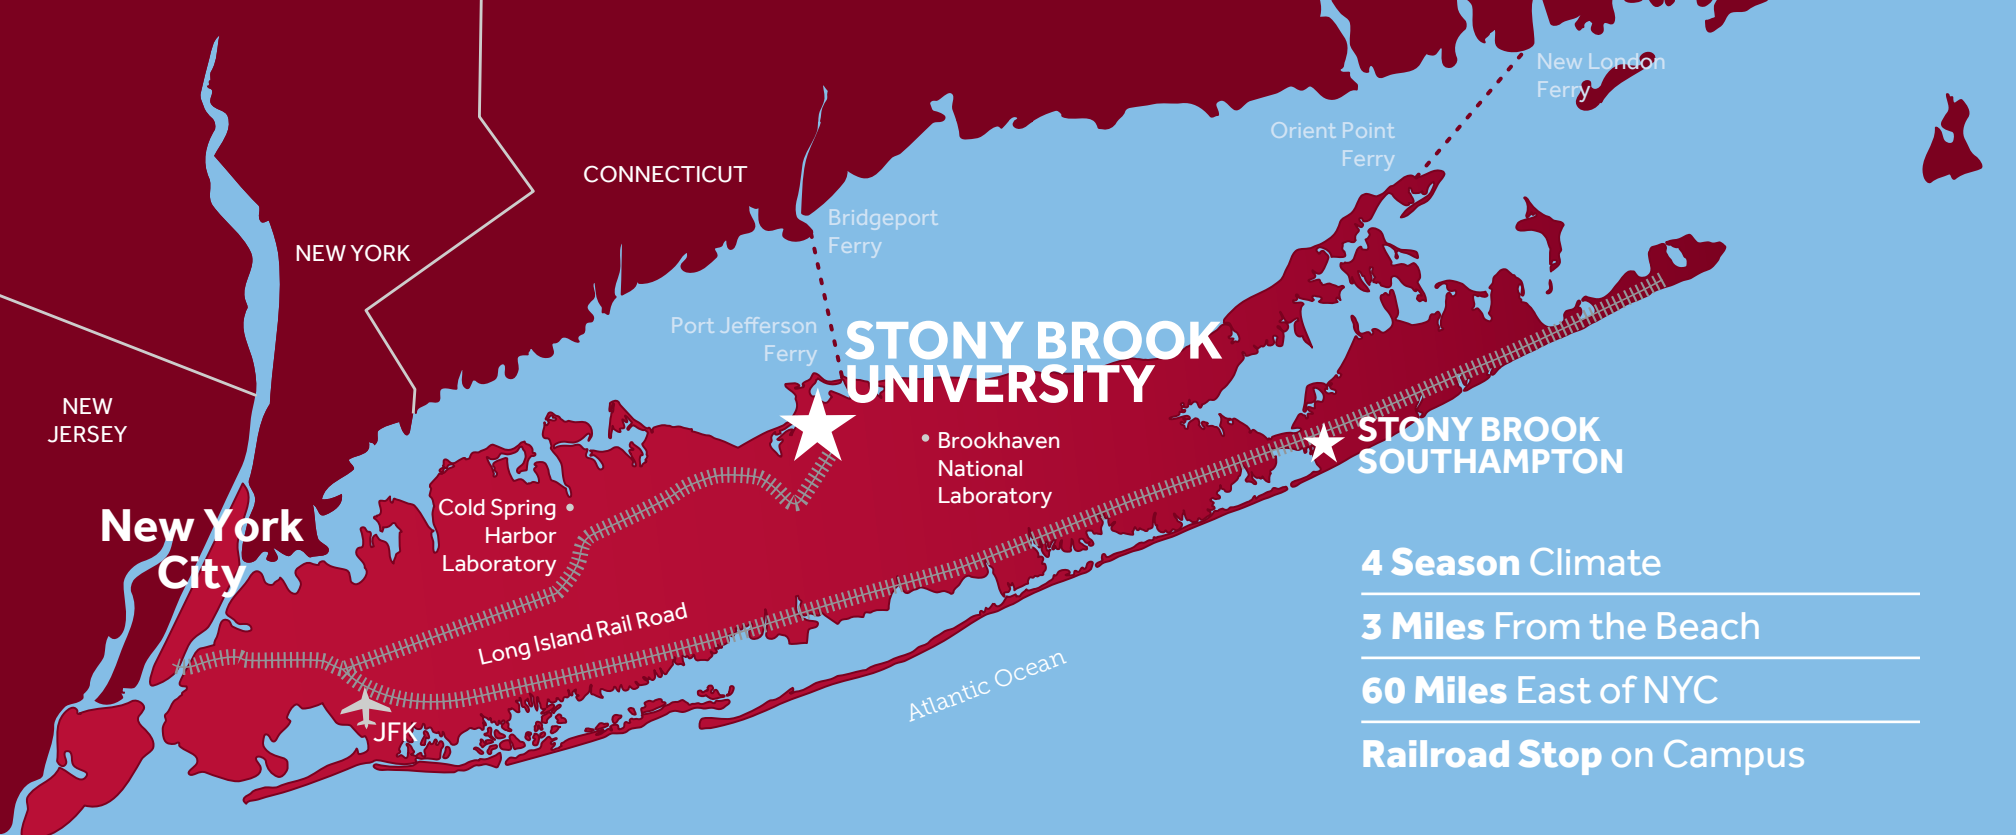 New London
Ferry
Orient Point
Ferry
CONNECTICUT
Bridgeport
Ferry
NEW YORK
Port Jefferson
Ferry
STONY BROOK
UNIVERSITY
NEW
JERSEY
Brookhaven
National
Laboratory
STONY BROOK
SOUTHAMPTON
Cold Spring
Harbor
Laboratory
New York
City
Long Island Rail Road
Atlantic Ocean
JFK
4 Season Climate
3 Miles From the Beach
60 Miles East of NYC
Railroad Stop on Campus